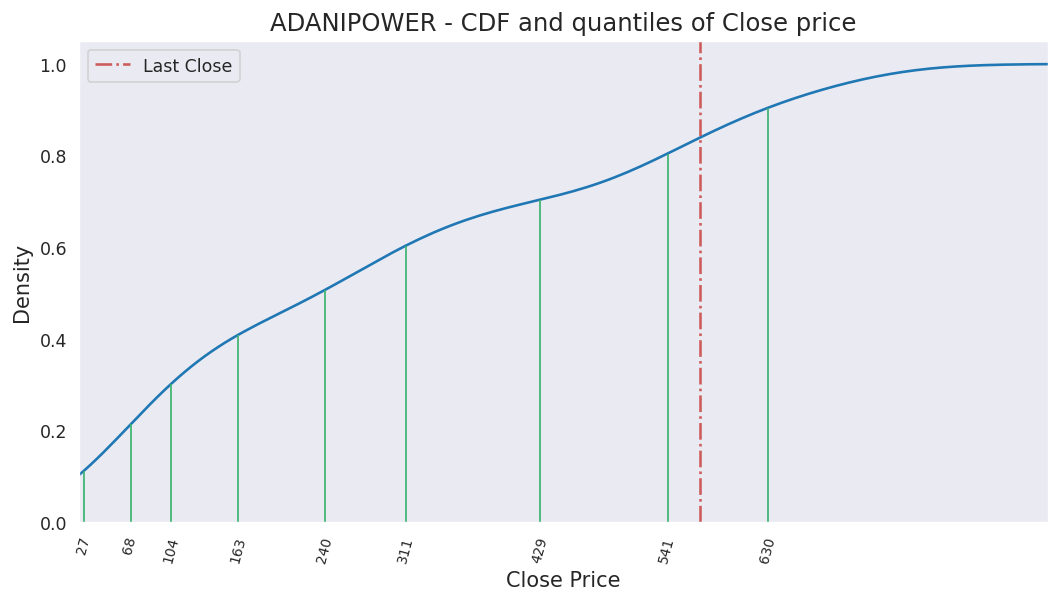 ADANIPOWER - CDF and quantiles of Close price
Last Close
1.0
0.8
0.6
0.4
0.2
0.0
Density
27 68 104 163 240 311 429 541 630
Close Price